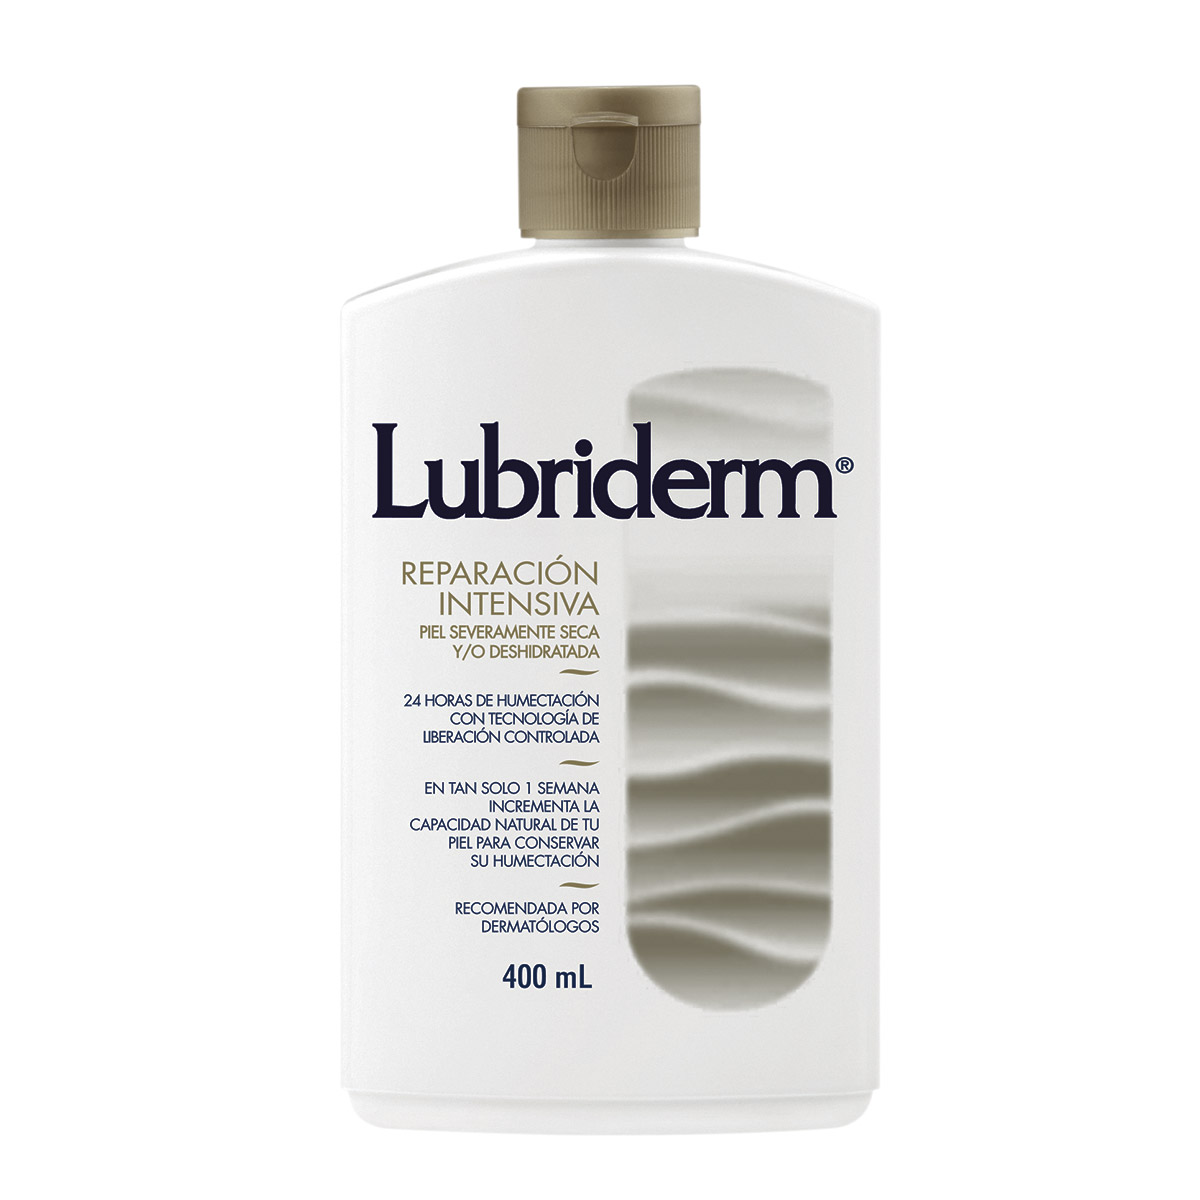 Lubriderm®
REPARACIÓN
INTENSIVA
PIEL SEVERAMENTE SECA
Y/O DESHIDRATADA
24 HORAS DE HUMECTACIÓN
CON TECNOLOGÍA DE
LIBERACIÓN CONTROLADA
EN TAN SOLO 1 SEMANA
INCREMENTA LA
CAPACIDAD NATURAL DE TU
PIEL PARA CONSERVAR
SU HUMECTACIÓN
RECOMENDADA POR
DERMATÓLOGOS
400 mL